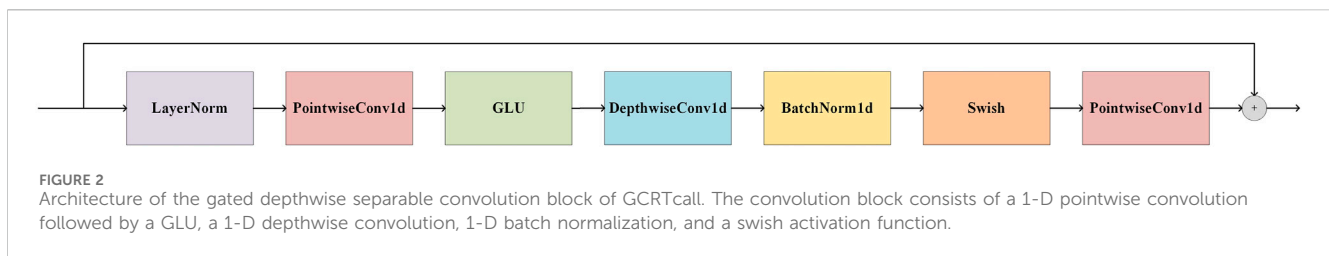 LayerNorm PointwiseConv1d GLU DepthwiseConv1d BatchNorm1d Swish PointwiseConv1d +
FIGURE 2
Architecture of the gated depthwise separable convolution block of GCRTcall. The convolution block consists of a 1-D pointwise convolution
followed by a GLU, a 1-D depthwise convolution, 1-D batch normalization, and a swish activation function.